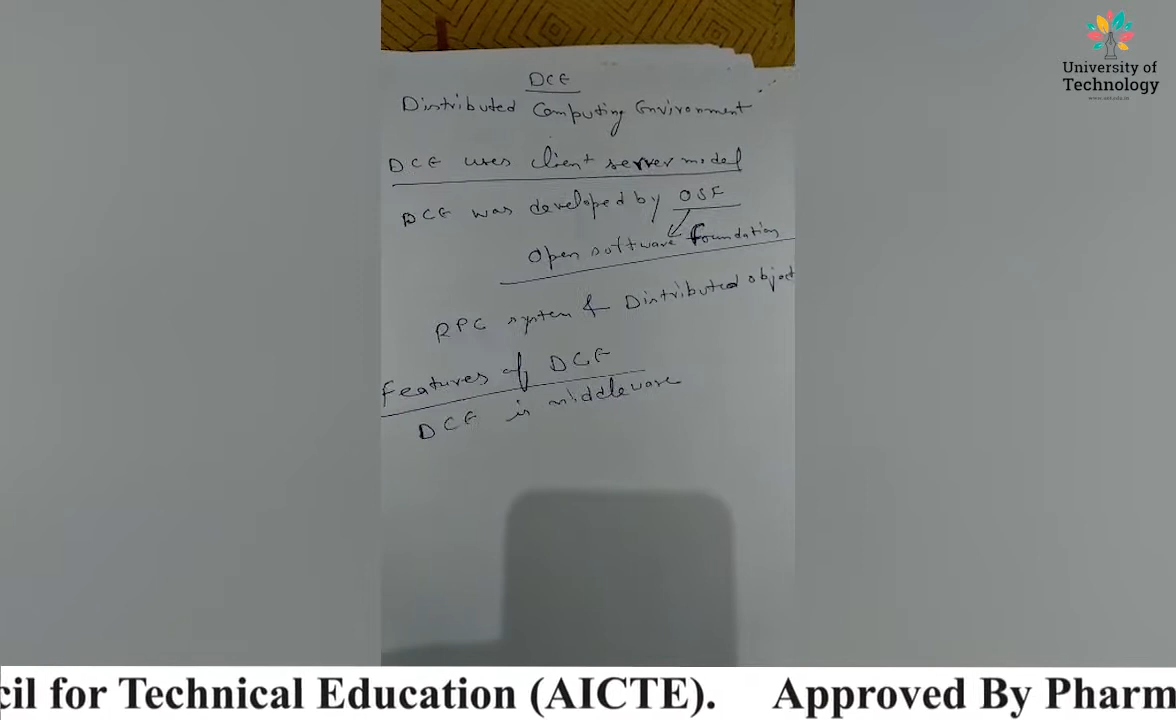 DCE
Distributed Computing Environment
DCE uses client server model
DCE was developed by OSF
Open software Foundation
RPC system & Distributed object
Features of DCE
DCE is middleware
University of
Technology
cil for Technical Education (AICTE). Approved By Pharm